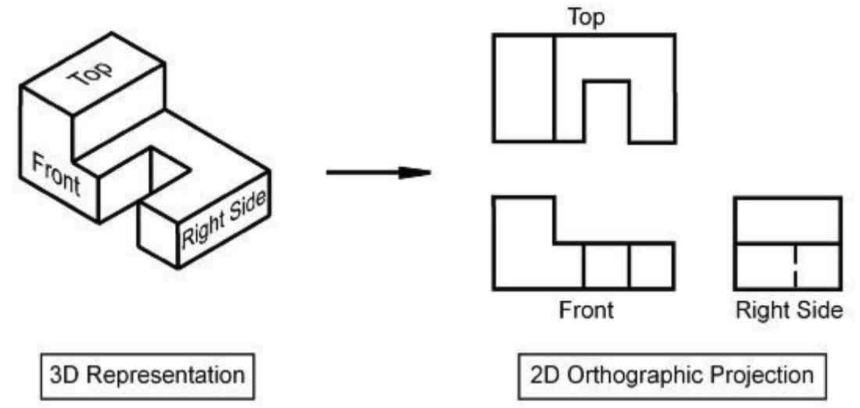 Top
Front
Right Side
Top
Front
Right Side
3D Representation
2D Orthographic Projection